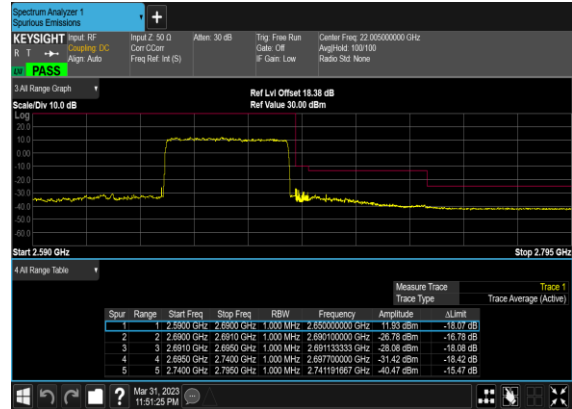 Spectrum Analyzer 1
Spurious Emissions
KEYSIGHT Input: RF Input Z: 50 Ω Atten: 30 dB Trig: Free Run Center Freq: 22.005000000 GHz
R T Coupling: DC Corr CCorr Gate: Off Avg|Hold: 100/100
Align: Auto Freq Ref: Int (S) IF Gain: Low Radio Std: None
PASS
3 All Range Graph
Ref Lvl Offset 18.38 dB
Scale/Div 10.0 dB Ref Value 30.00 dBm
Log
20.0
10.0
0.00
-10.0
-20.0
-30.0
-40.0
-50.0
-60.0
Start 2.590 GHz Stop 2.795 GHz
4 All Range Table
Measure Trace Trace 1
Trace Type Trace Average (Active)
Spur Range Start Freq Stop Freq RBW Frequency Amplitude ΔLimit
1 1 2.5900 GHz 2.6900 GHz 1.000 MHz 2.650000000 GHz 11.93 dBm -18.07 dB
2 2 2.6900 GHz 2.6910 GHz 1.000 MHz 2.690100000 GHz -26.78 dBm -16.78 dB
3 3 2.6910 GHz 2.6950 GHz 1.000 MHz 2.691133333 GHz -28.08 dBm -18.08 dB
4 4 2.6950 GHz 2.7400 GHz 1.000 MHz 2.697700000 GHz -31.42 dBm -18.42 dB
5 5 2.7400 GHz 2.7950 GHz 1.000 MHz 2.741191667 GHz -40.47 dBm -15.47 dB
Mar 31, 2023
11:51:25 PM